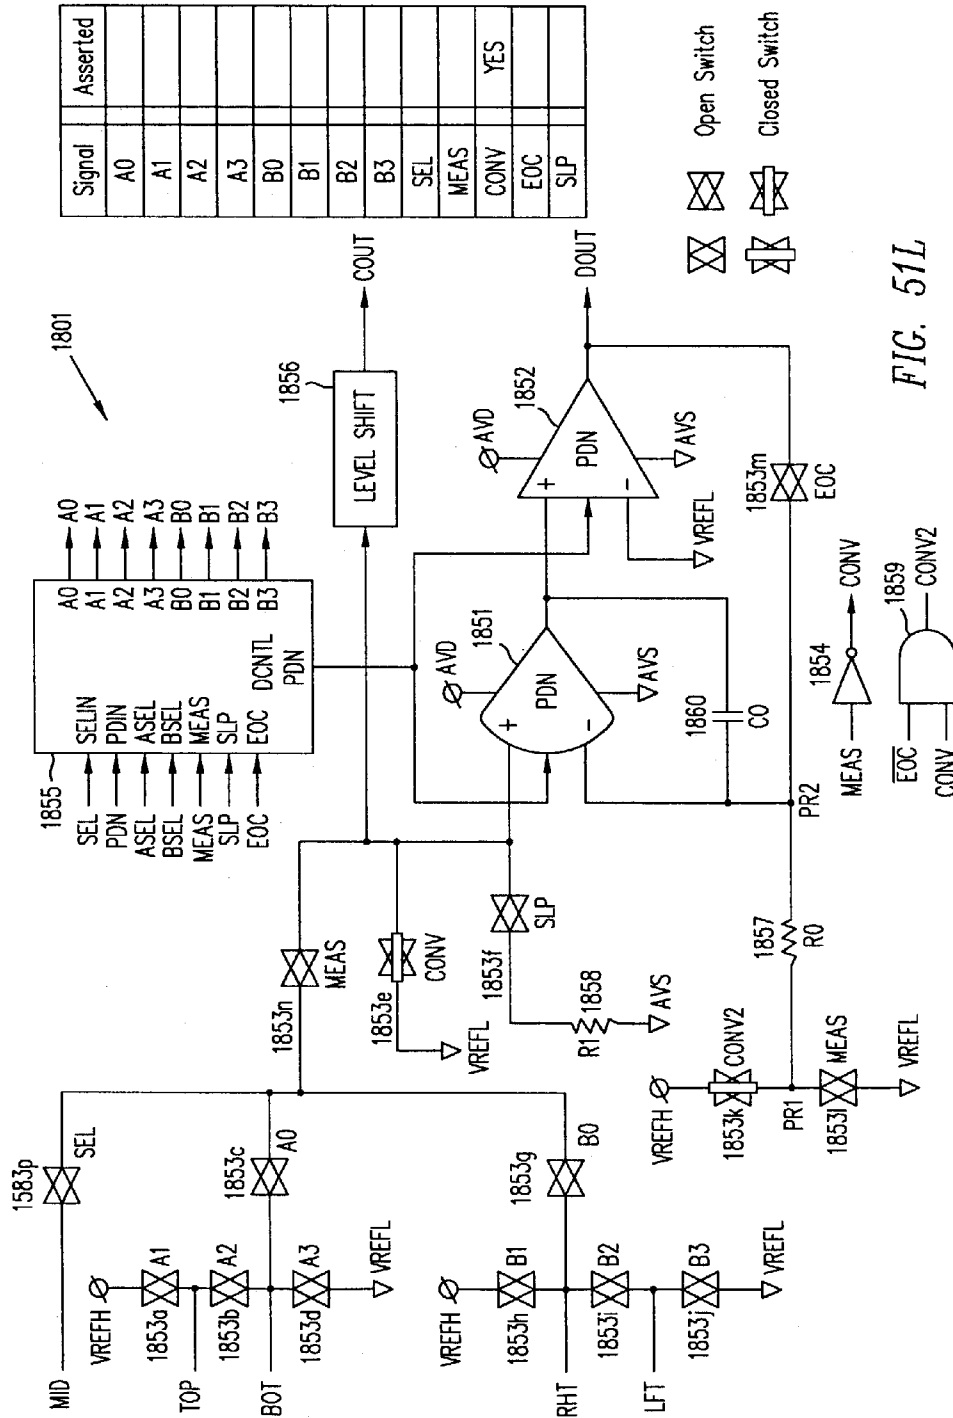 1801
1855
SEL
PDN
ASEL
BSEL
MEAS
SLP
EOC
SELIN
PDIN
ASEL
BSEL
MEAS
SLP
EOC
DCNTL
PDN
A0
A1
A2
A3
B0
B1
B2
B3
A0
A1
A2
A3
B0
B1
B2
B3
Signal Asserted
A0
A1
A2
A3
B0
B1
B2
B3
SEL
MEAS
CONV YES
EOC
SLP
1856
LEVEL SHIFT
COUT
MID
1583p
SEL
VREFH
1853a
A1
TOP
1853b
A2
1853c
A0
BOT
1853d
A3
VREFL
1853n
MEAS
1853e
CONV
VREFL
1853f
SLP
R1
1858
AVS
AVD
1851
+
PDN
-
AVS
1860
CO
AVD
1852
+
PDN
-
AVS
VREFL
DOUT
VREFH
1853h
B1
1853g
B0
RHT
1853i
B2
LFT
1853j
B3
VREFL
VREFH
1853k
CONV2
PR1
1853l
MEAS
VREFL
1857
R0
PR2
1853m
EOC
MEAS
1854
CONV
E̅O̅C̅
CONV
1859
CONV2
Open Switch
Closed Switch
FIG. 51L